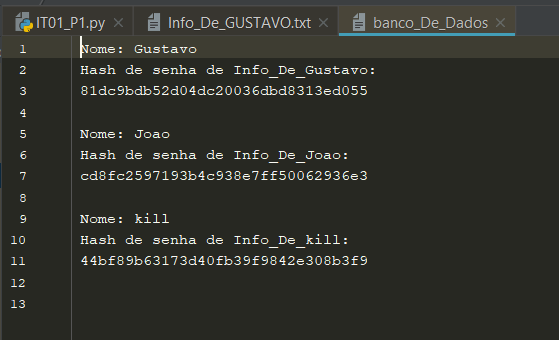 IT01_P1.py × Info_De_GUSTAVO.txt × banco_De_Dados ×
1 Nome: Gustavo
2 Hash de senha de Info_De_Gustavo:
3 81dc9bdb52d04dc20036dbd8313ed055
4
5 Nome: Joao
6 Hash de senha de Info_De_Joao:
7 cd8fc2597193b4c938e7ff50062936e3
8
9 Nome: kill
10 Hash de senha de Info_De_kill:
11 44bf89b63173d40fb39f9842e308b3f9
12
13